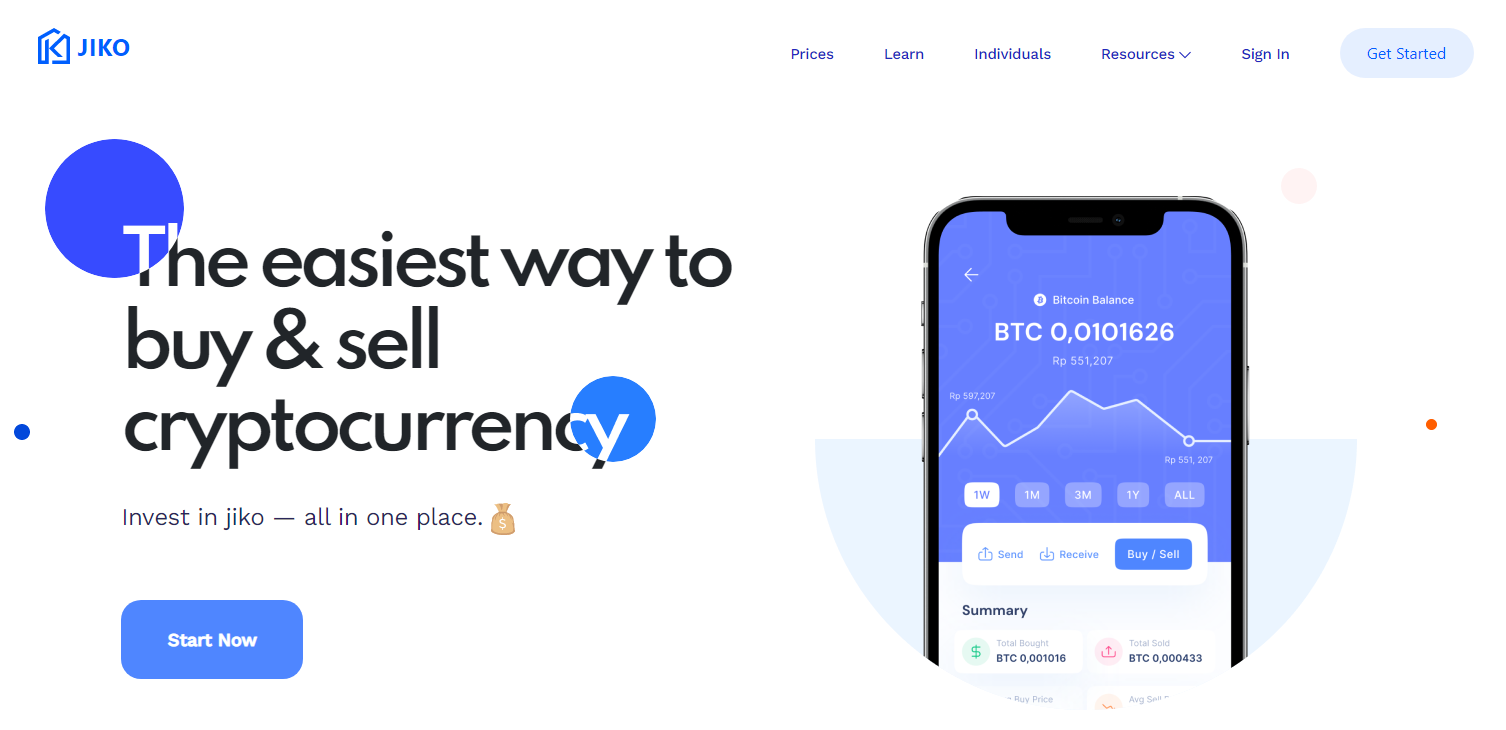 JIKO
Prices
Learn
Individuals
Resources
Sign In
Get Started
The easiest way to
buy & sell
cryptocurrency
Invest in jiko — all in one place.
Start Now
Bitcoin Balance
BTC 0,0101626
Rp 551,207
Rp 597,207
Rp 551, 207
1W
1M
3M
1Y
ALL
Send
Receive
Buy / Sell
Summary
Total Bought
BTC 0,001016
Total Sold
BTC 0,000433
Buy Price
Avg Sell